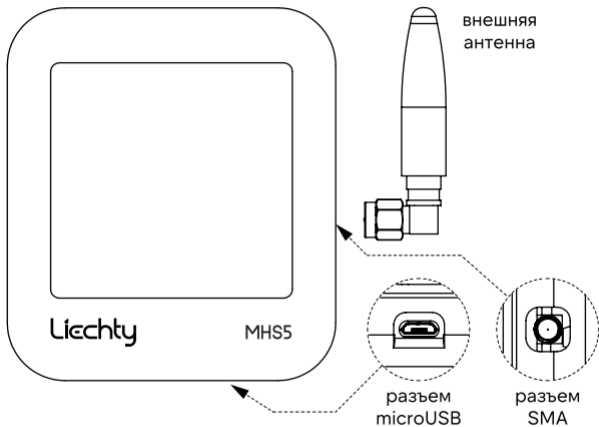 внешняя
антенна
Liechty
MHS5
разъем
microUSB
разъем
SMA